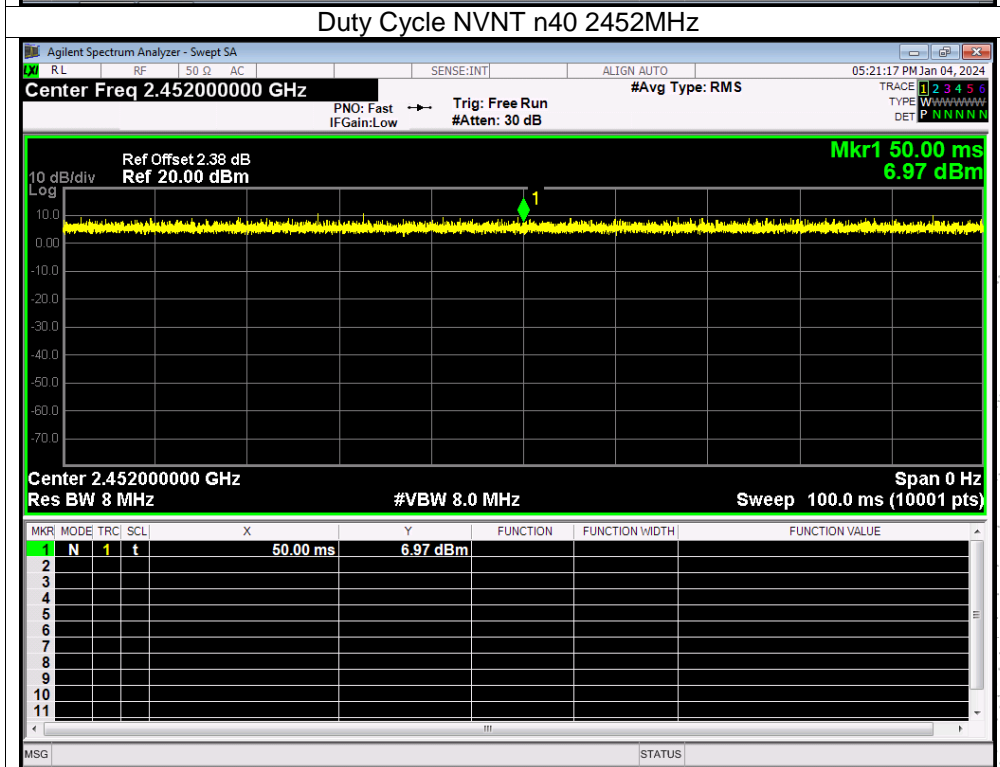 Duty Cycle NVNT n40 2452MHz
Agilent Spectrum Analyzer - Swept SA
LXI RL RF 50 Ω AC SENSE:INT ALIGN AUTO 05:21:17 PM Jan 04, 2024
Center Freq 2.452000000 GHz #Avg Type: RMS TRACE 1 2 3 4 5 6
PNO: Fast Trig: Free Run TYPE WWWWWW
IFGain:Low #Atten: 30 dB DET P N N N N N
Mkr1 50.00 ms
Ref Offset 2.38 dB
10 dB/div Ref 20.00 dBm 6.97 dBm
Log
1
10.0
0.00
-10.0
-20.0
-30.0
-40.0
-50.0
-60.0
-70.0
Center 2.452000000 GHz Span 0 Hz
Res BW 8 MHz #VBW 8.0 MHz Sweep 100.0 ms (10001 pts)
MKR MODE TRC SCL X Y FUNCTION FUNCTION WIDTH FUNCTION VALUE
1 N 1 t 50.00 ms 6.97 dBm
2
3
4
5
6
7
8
9
10
11
MSG STATUS